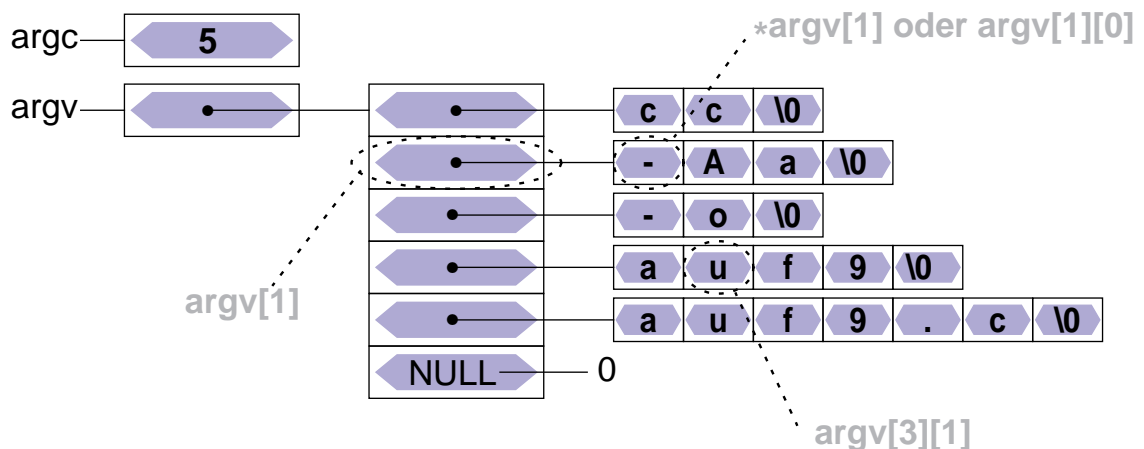 *argv[1] oder argv[1][0]
argc 5
argv
c c \0
- A a \0
- o \0
a u f 9 \0
argv[1]
a u f 9 . c \0
NULL 0
argv[3][1]